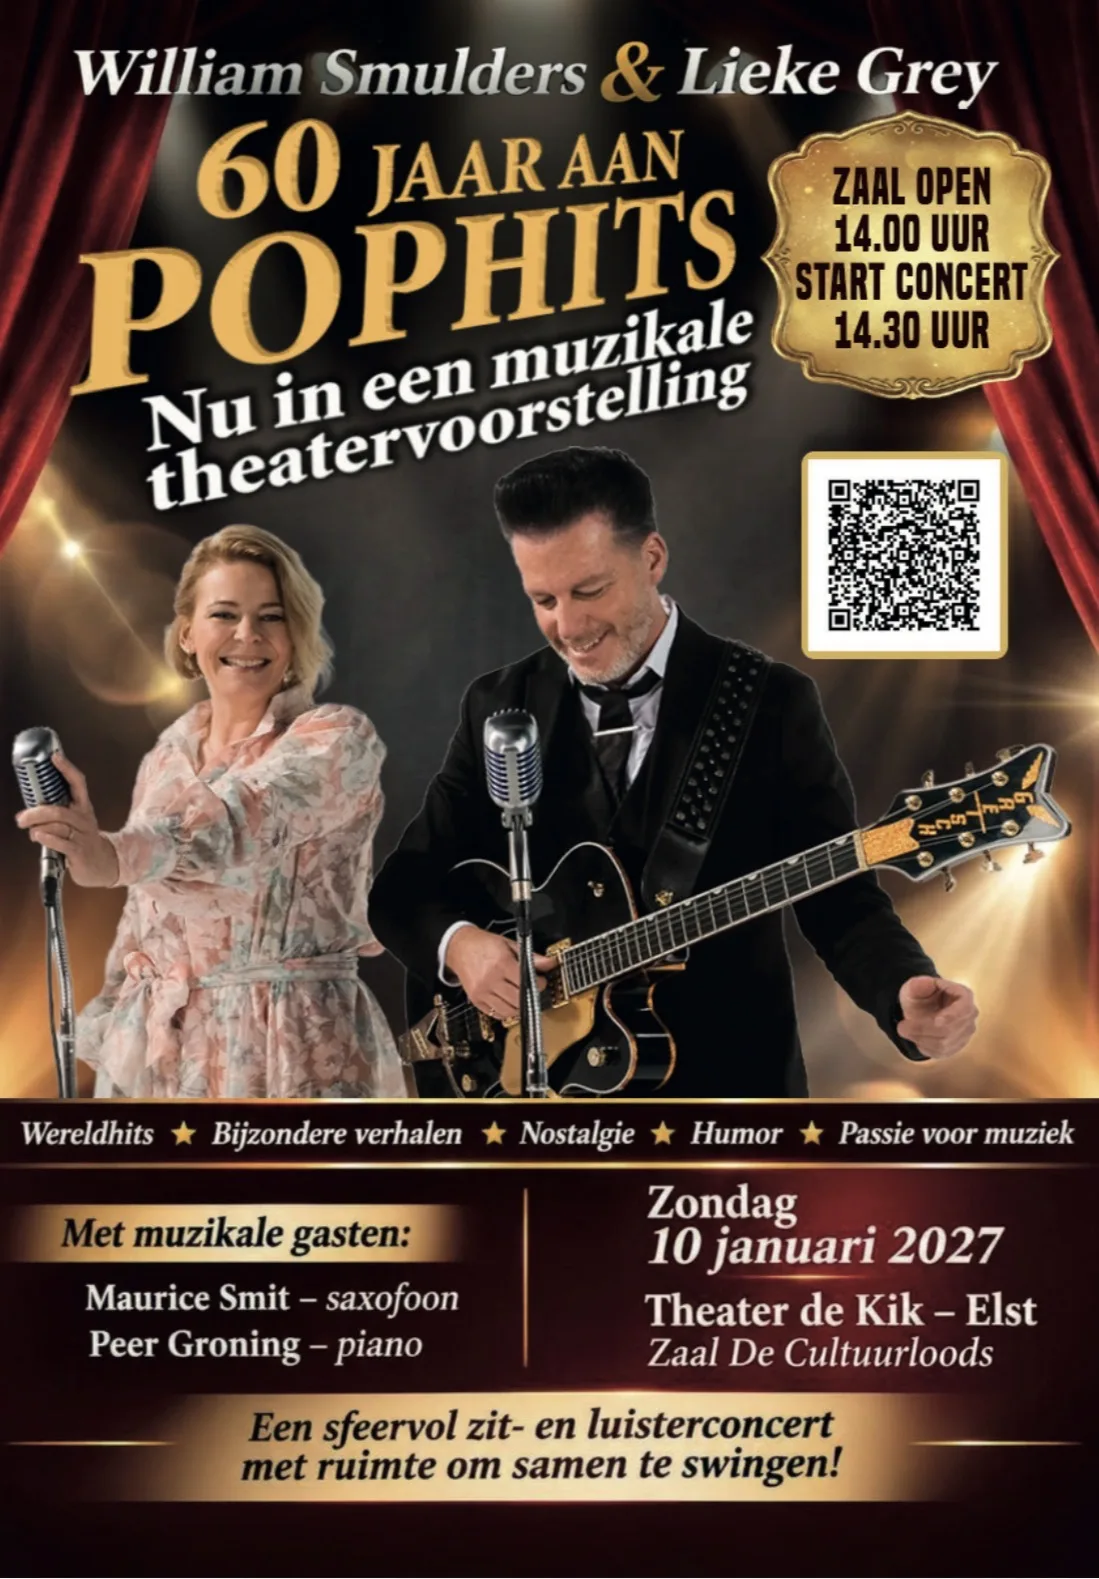 William Smulders & Lieke Grey
60 JAAR AAN
POPHITS
Nu in een muzikale
theatervoorstelling
ZAAL OPEN
14.00 UUR
START CONCERT
14.30 UUR
GRETSCH
Wereldhits ★ Bijzondere verhalen ★ Nostalgie ★ Humor ★ Passie voor muziek
Met muzikale gasten:
Maurice Smit – saxofoon
Peer Groning – piano
Zondag
10 januari 2027
Theater de Kik – Elst
Zaal De Cultuurloods
Een sfeervol zit- en luisterconcert
met ruimte om samen te swingen!